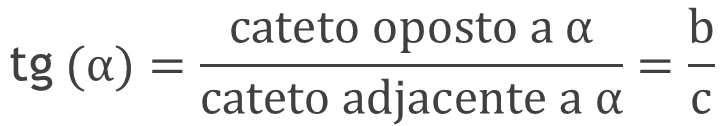 tg (α) = cateto oposto a α / cateto adjacente a α = b / c